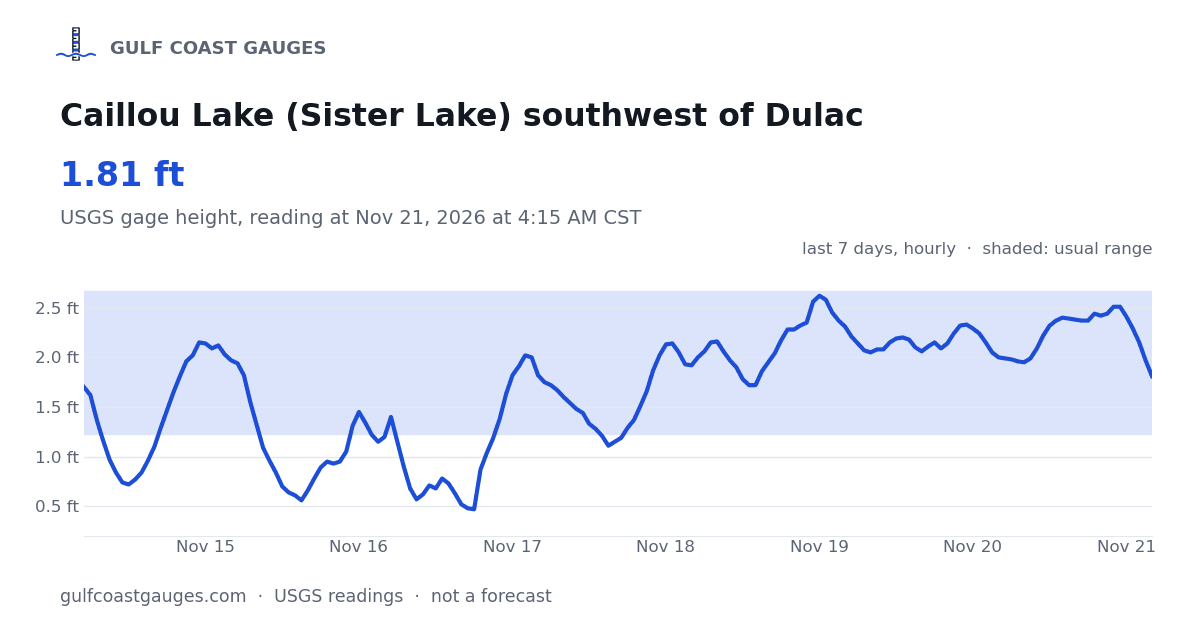 GULF COAST GAUGES
Caillou Lake (Sister Lake) southwest of Dulac
1.81 ft
USGS gage height, reading at Nov 21, 2026 at 4:15 AM CST
last 7 days, hourly · shaded: usual range
2.5 ft
2.0 ft
1.5 ft
1.0 ft
0.5 ft
Nov 15 Nov 16 Nov 17 Nov 18 Nov 19 Nov 20 Nov 21
gulfcoastgauges.com · USGS readings · not a forecast